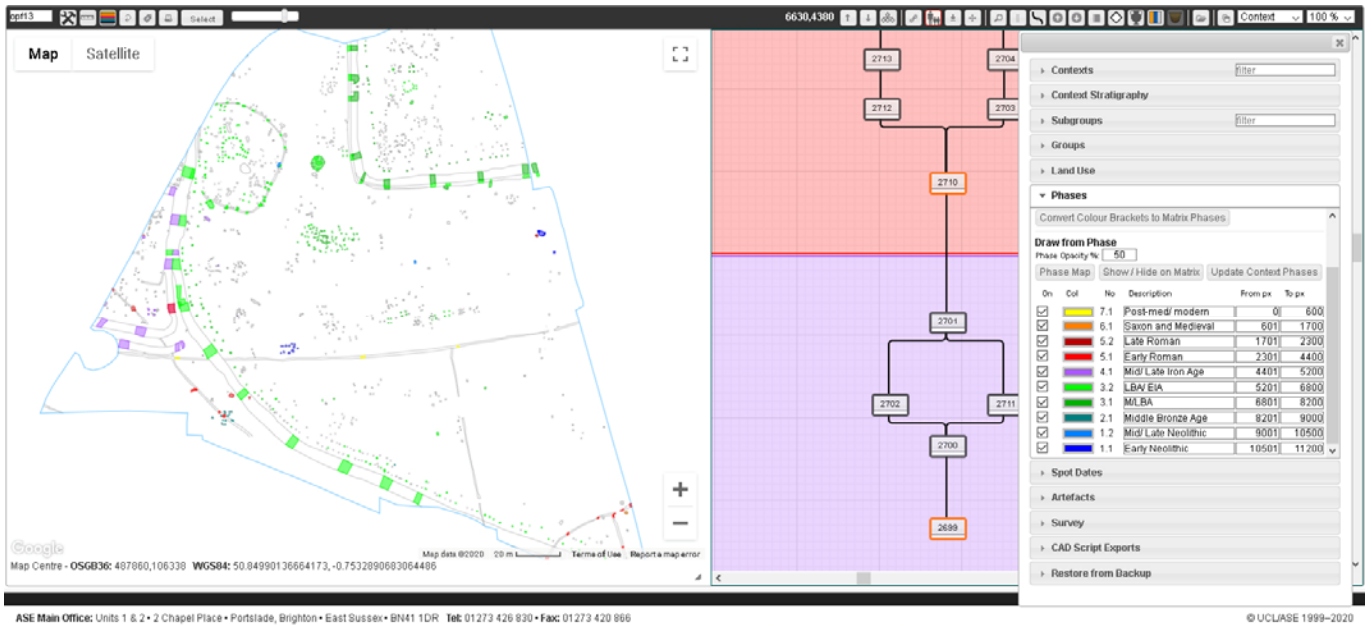 opf13
Select
6630,4380
Context
100 %
Map
Satellite
2713
2704
2712
2703
2710
2701
2702
2711
2700
2699
Contexts
filter
Context Stratigraphy
Subgroups
filter
Groups
Land Use
Phases
Convert Colour Brackets to Matrix Phases
Draw from Phase
Phase Opacity %: 50
Phase Map Show / Hide on Matrix Update Context Phases
On Col No Description From px To px
7.1 Post-med/ modern 0 600
6.1 Saxon and Medieval 601 1700
5.2 Late Roman 1701 2300
5.1 Early Roman 2301 4400
4.1 Mid/ Late Iron Age 4401 5200
3.2 LBA/ EIA 5201 6800
3.1 M/LBA 6801 8200
2.1 Middle Bronze Age 8201 9000
1.2 Mid/ Late Neolithic 9001 10500
1.1 Early Neolithic 10501 11200
Spot Dates
Artefacts
Survey
CAD Script Exports
Restore from Backup
Google
Map data ©2020 20 m Terms of Use Report a map error
Map Centre - OSGB36: 487860,106338 WGS84: 50.84990136664173,-0.7532890683064486
ASE Main Office: Units 1 & 2 • 2 Chapel Place • Portslade, Brighton • East Sussex • BN41 1DR Tel: 01273 426 830 • Fax: 01273 420 866
© UCL/ASE 1999–2020